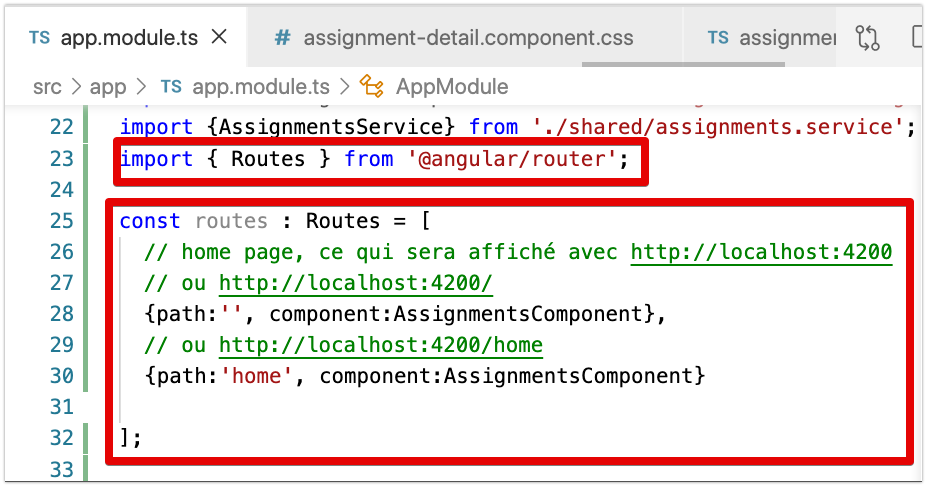 TS app.module.ts × # assignment-detail.component.css TS assignmen
src > app > TS app.module.ts > AppModule
22 import {AssignmentsService} from './shared/assignments.service';
23 import { Routes } from '@angular/router';
24
25 const routes : Routes = [
26 // home page, ce qui sera affiché avec http://localhost:4200
27 // ou http://localhost:4200/
28 {path:'', component:AssignmentsComponent},
29 // ou http://localhost:4200/home
30 {path:'home', component:AssignmentsComponent}
31
32 ];
33